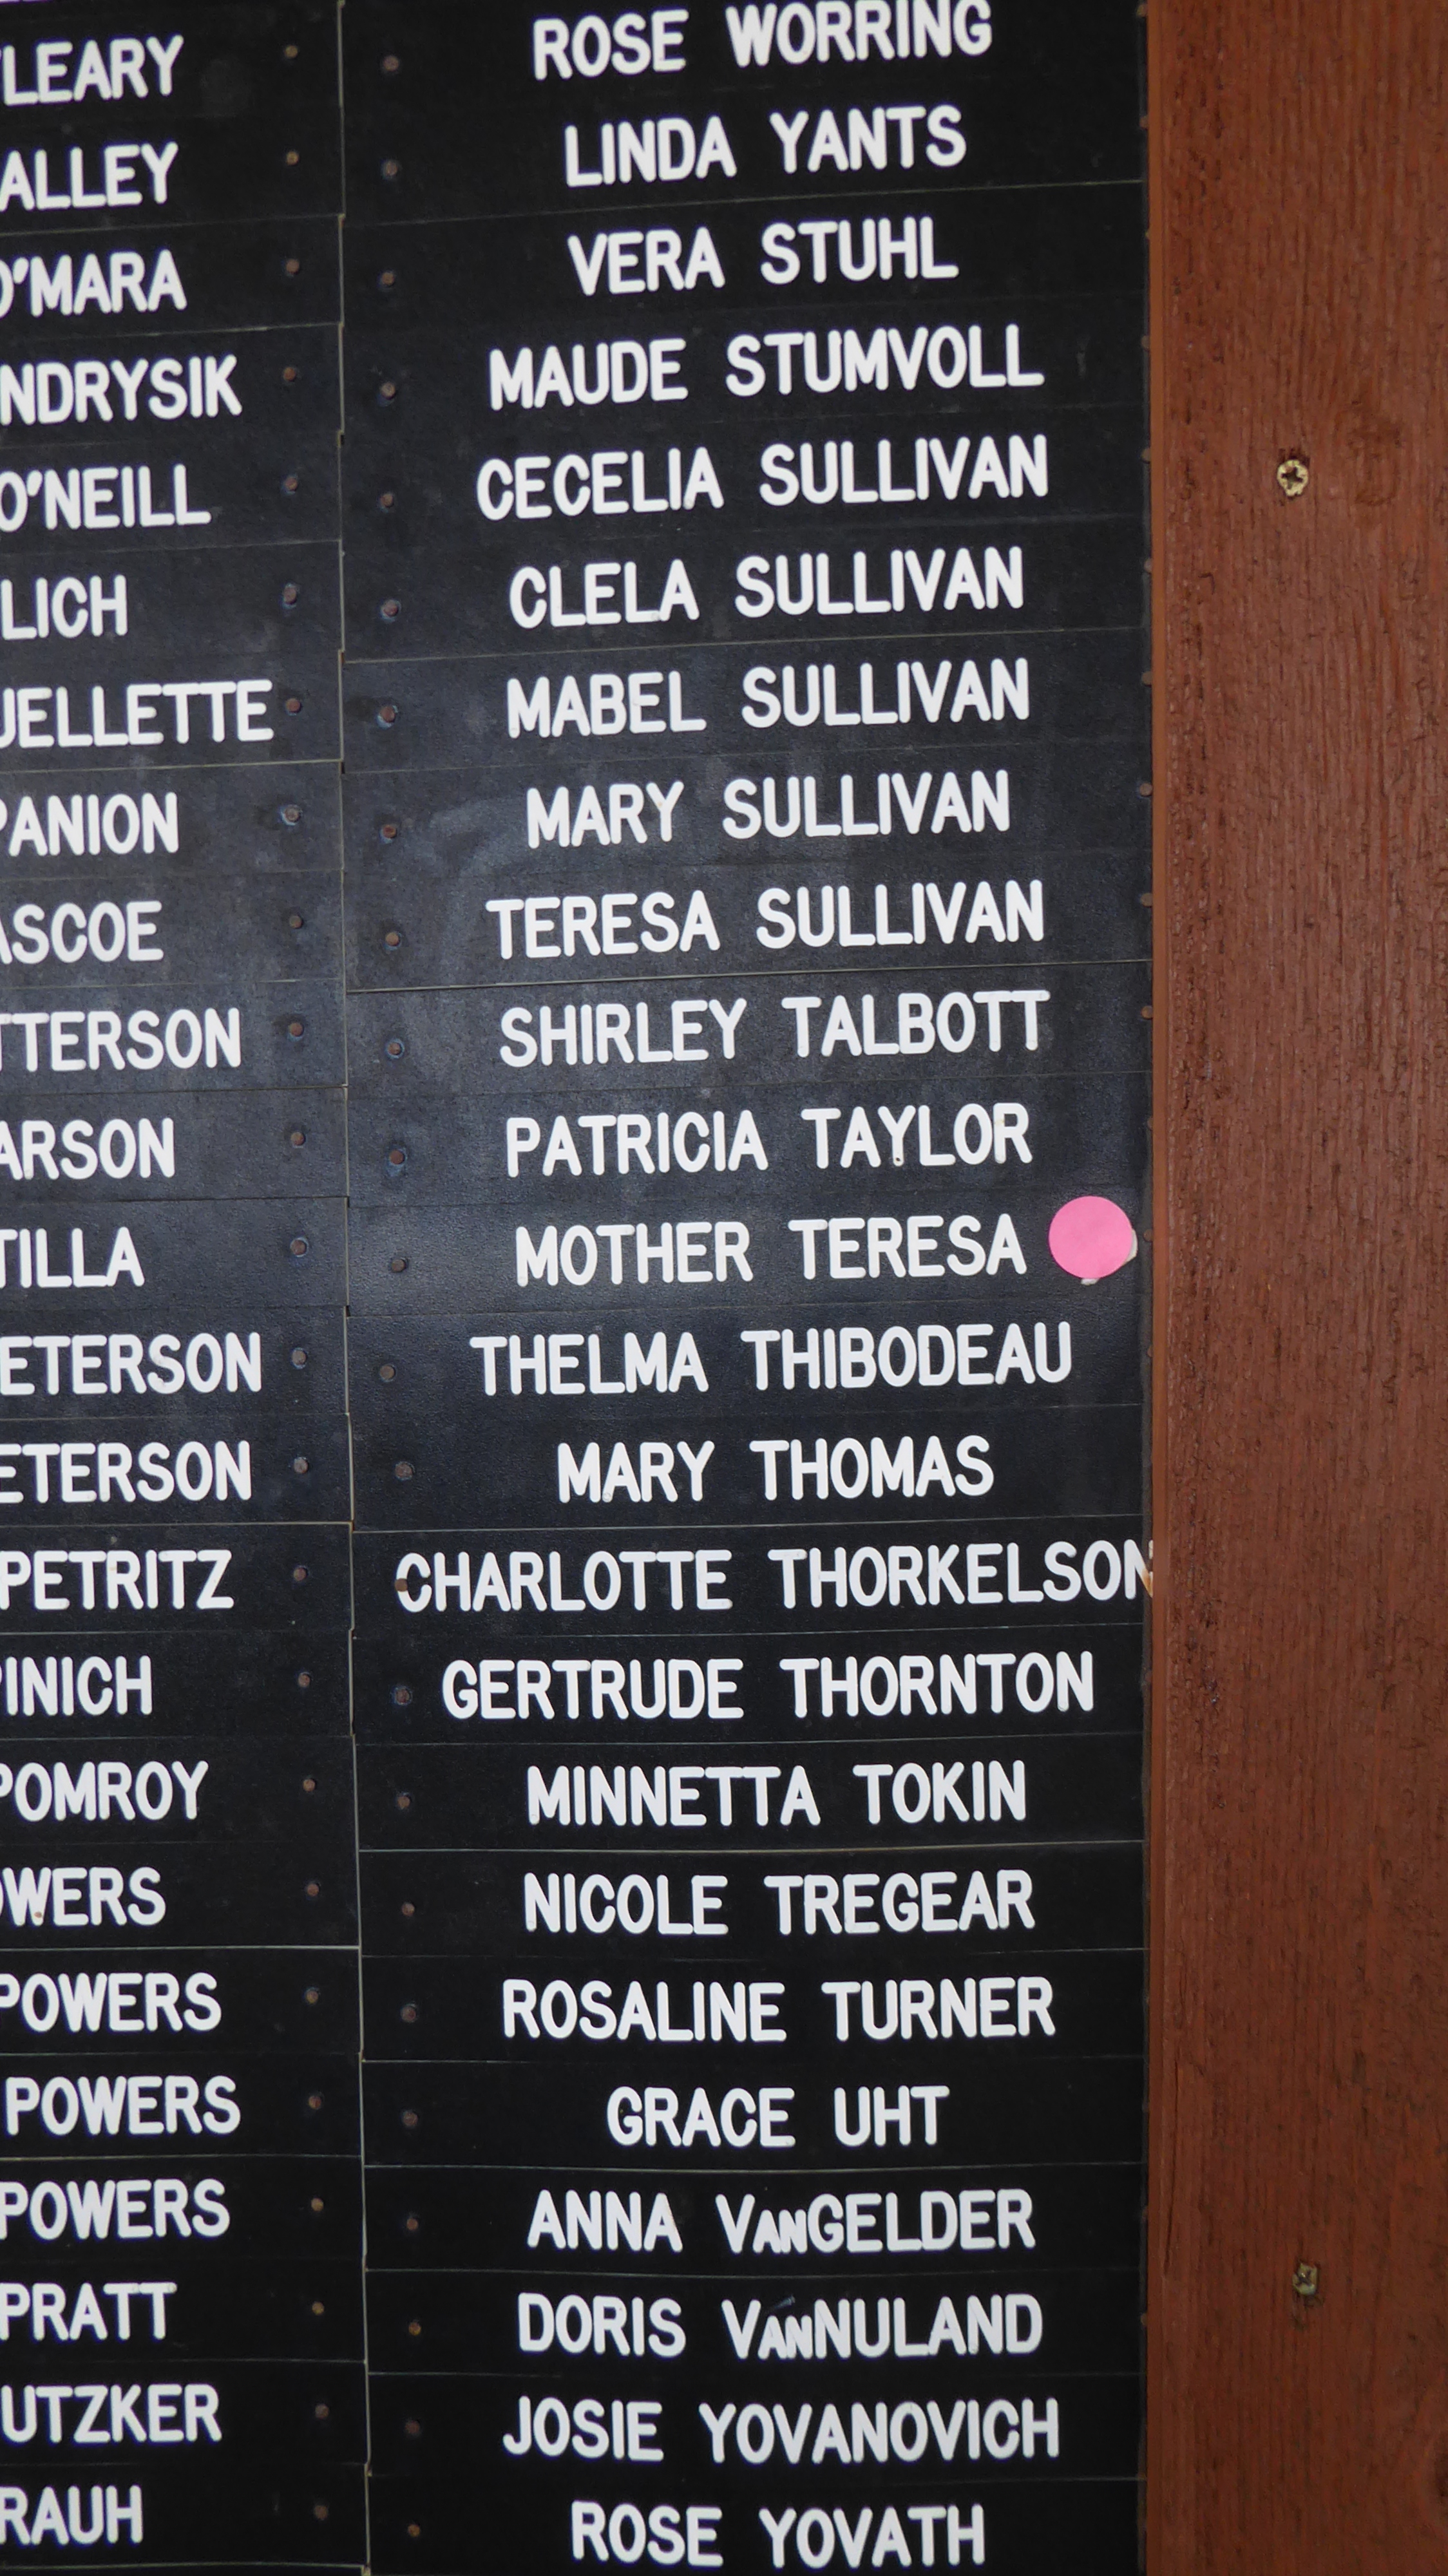 'LEARY
ALLEY
O'MARA
NDRYSIK
O'NEILL
LICH
UELLETTE
PANION
ASCOE
TTERSON
ARSON
TILLA
ETERSON
ETERSON
PETRITZ
INICH
POMROY
OWERS
POWERS
POWERS
POWERS
PRATT
UTZKER
RAUH
ROSE WORRING
LINDA YANTS
VERA STUHL
MAUDE STUMVOLL
CECELIA SULLIVAN
CLELA SULLIVAN
MABEL SULLIVAN
MARY SULLIVAN
TERESA SULLIVAN
SHIRLEY TALBOTT
PATRICIA TAYLOR
MOTHER TERESA
THELMA THIBODEAU
MARY THOMAS
CHARLOTTE THORKELSON
GERTRUDE THORNTON
MINNETTA TOKIN
NICOLE TREGEAR
ROSALINE TURNER
GRACE UHT
ANNA VANGELDER
DORIS VANNULAND
JOSIE YOVANOVICH
ROSE YOVATH